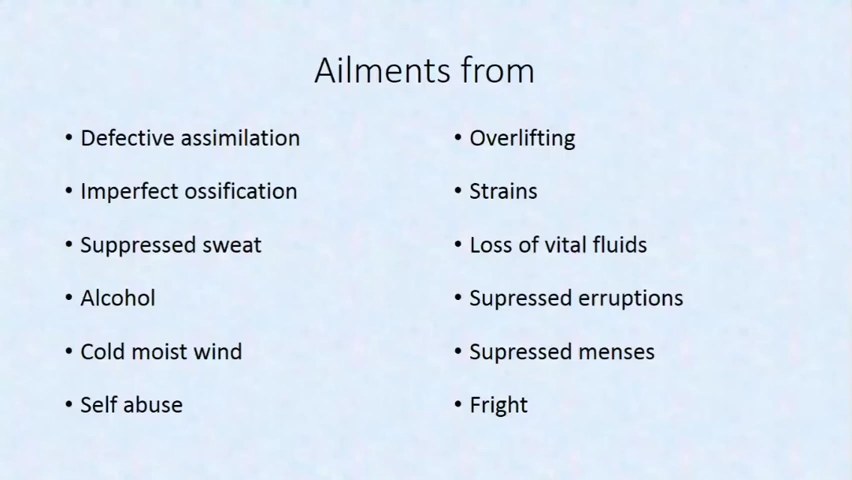 Ailments from
• Defective assimilation
• Imperfect ossification
• Suppressed sweat
• Alcohol
• Cold moist wind
• Self abuse
• Overlifting
• Strains
• Loss of vital fluids
• Supressed erruptions
• Supressed menses
• Fright